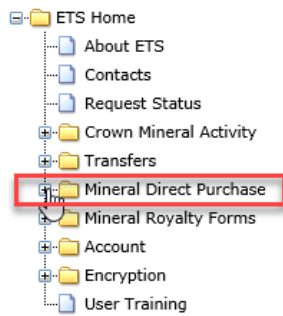 ETS Home
About ETS
Contacts
Request Status
Crown Mineral Activity
Transfers
Mineral Direct Purchase
Mineral Royalty Forms
Account
Encryption
User Training